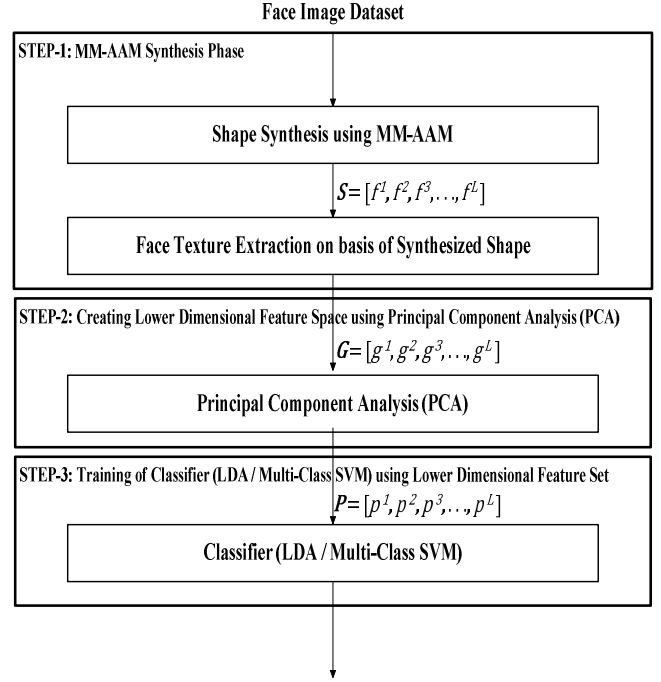 Face Image Dataset
STEP-1: MM-AAM Synthesis Phase
Shape Synthesis using MM-AAM
S=[f¹,f²,f³,...,fᴸ]
Face Texture Extraction on basis of Synthesized Shape
STEP-2: Creating Lower Dimensional Feature Space using Principal Component Analysis (PCA)
G=[g¹,g²,g³,...,gᴸ]
Principal Component Analysis (PCA)
STEP-3: Training of Classifier (LDA / Multi-Class SVM) using Lower Dimensional Feature Set
P=[p¹,p²,p³,...,pᴸ]
Classifier (LDA / Multi-Class SVM)